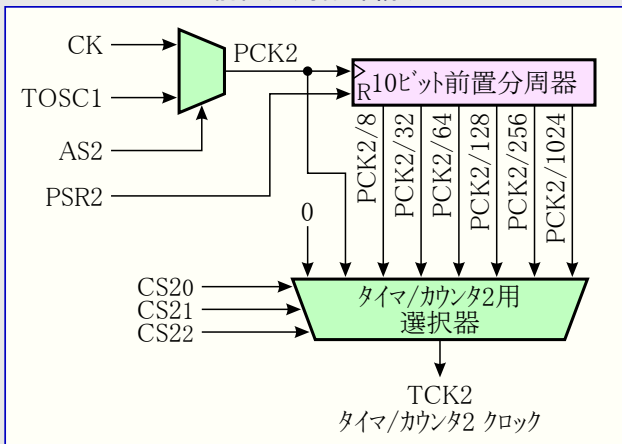 CK
PCK2
TOSC1
R
10ビット前置分周器
AS2
PSR2
0
PCK2/8
PCK2/32
PCK2/64
PCK2/128
PCK2/256
PCK2/1024
CS20
CS21
CS22
タイマ/カウンタ2用
選択器
TCK2
タイマ/カウンタ2 クロック